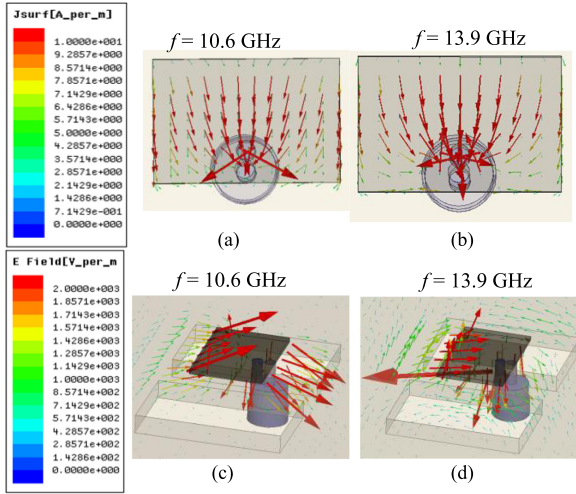 Jsurf[A_per_m]
1.0000e+001
9.2857e+000
8.5714e+000
7.8571e+000
7.1429e+000
6.4286e+000
5.7143e+000
5.0000e+000
4.2857e+000
3.5714e+000
2.8571e+000
2.1429e+000
1.4286e+000
7.1429e-001
0.0000e+000
f = 10.6 GHz
f = 13.9 GHz
(a)
(b)
E Field[V_per_m
2.0000e+003
1.8571e+003
1.7143e+003
1.5714e+003
1.4286e+003
1.2857e+003
1.1429e+003
1.0000e+003
8.5714e+002
7.1429e+002
5.7143e+002
4.2857e+002
2.8571e+002
1.4286e+002
0.0000e+000
f = 10.6 GHz
f = 13.9 GHz
(c)
(d)